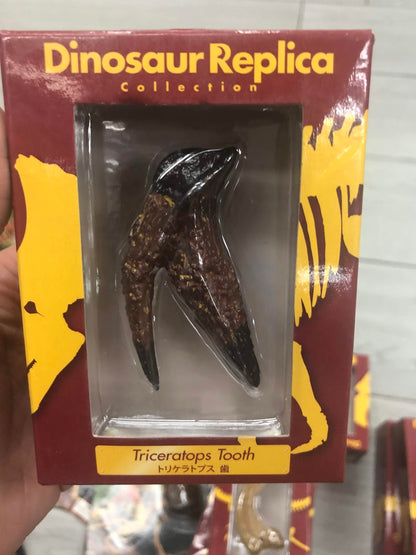 Dinosaur Replica
Collection
Triceratops Tooth
トリケラトプス 歯